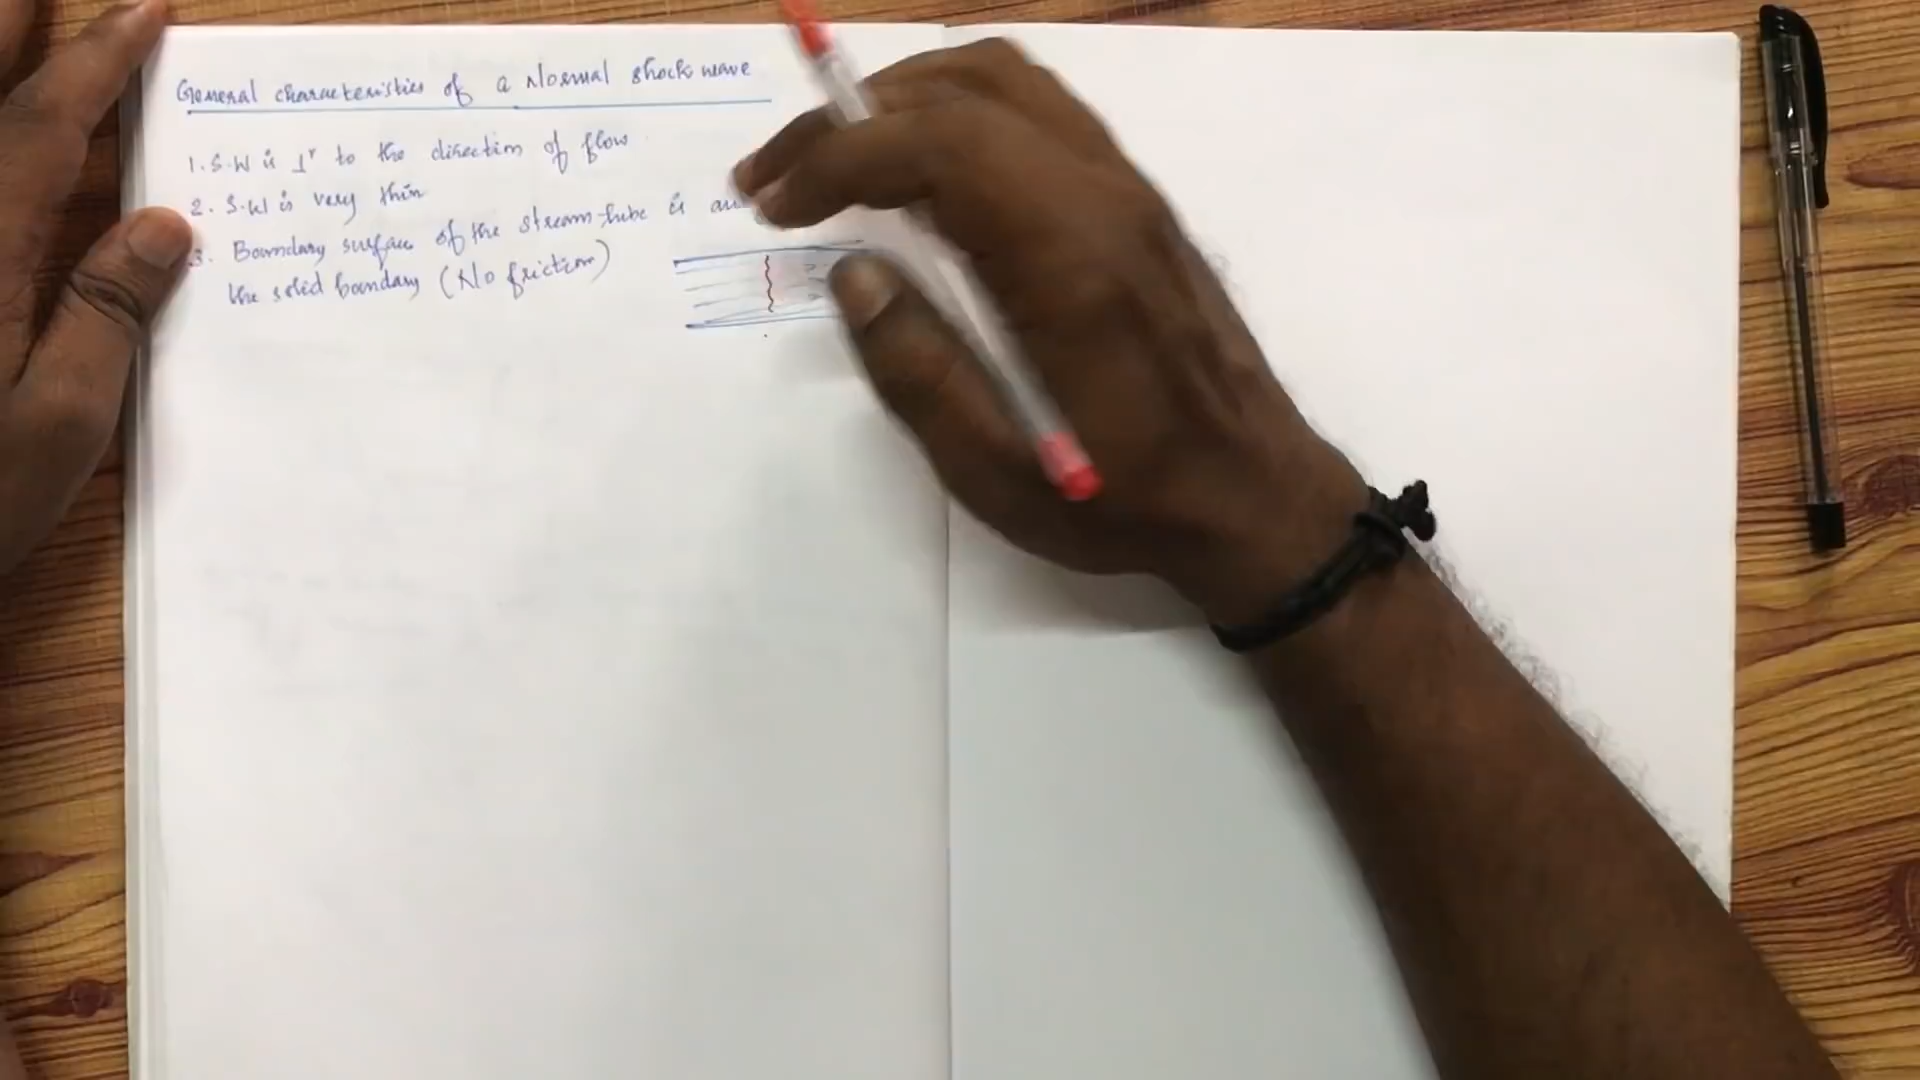 General characteristics of a Normal shock wave
1. S.W is ⊥r to the direction of flow
2. S.W is very thin
3. Boundary surface of the stream-tube is
the solid boundary (No friction)